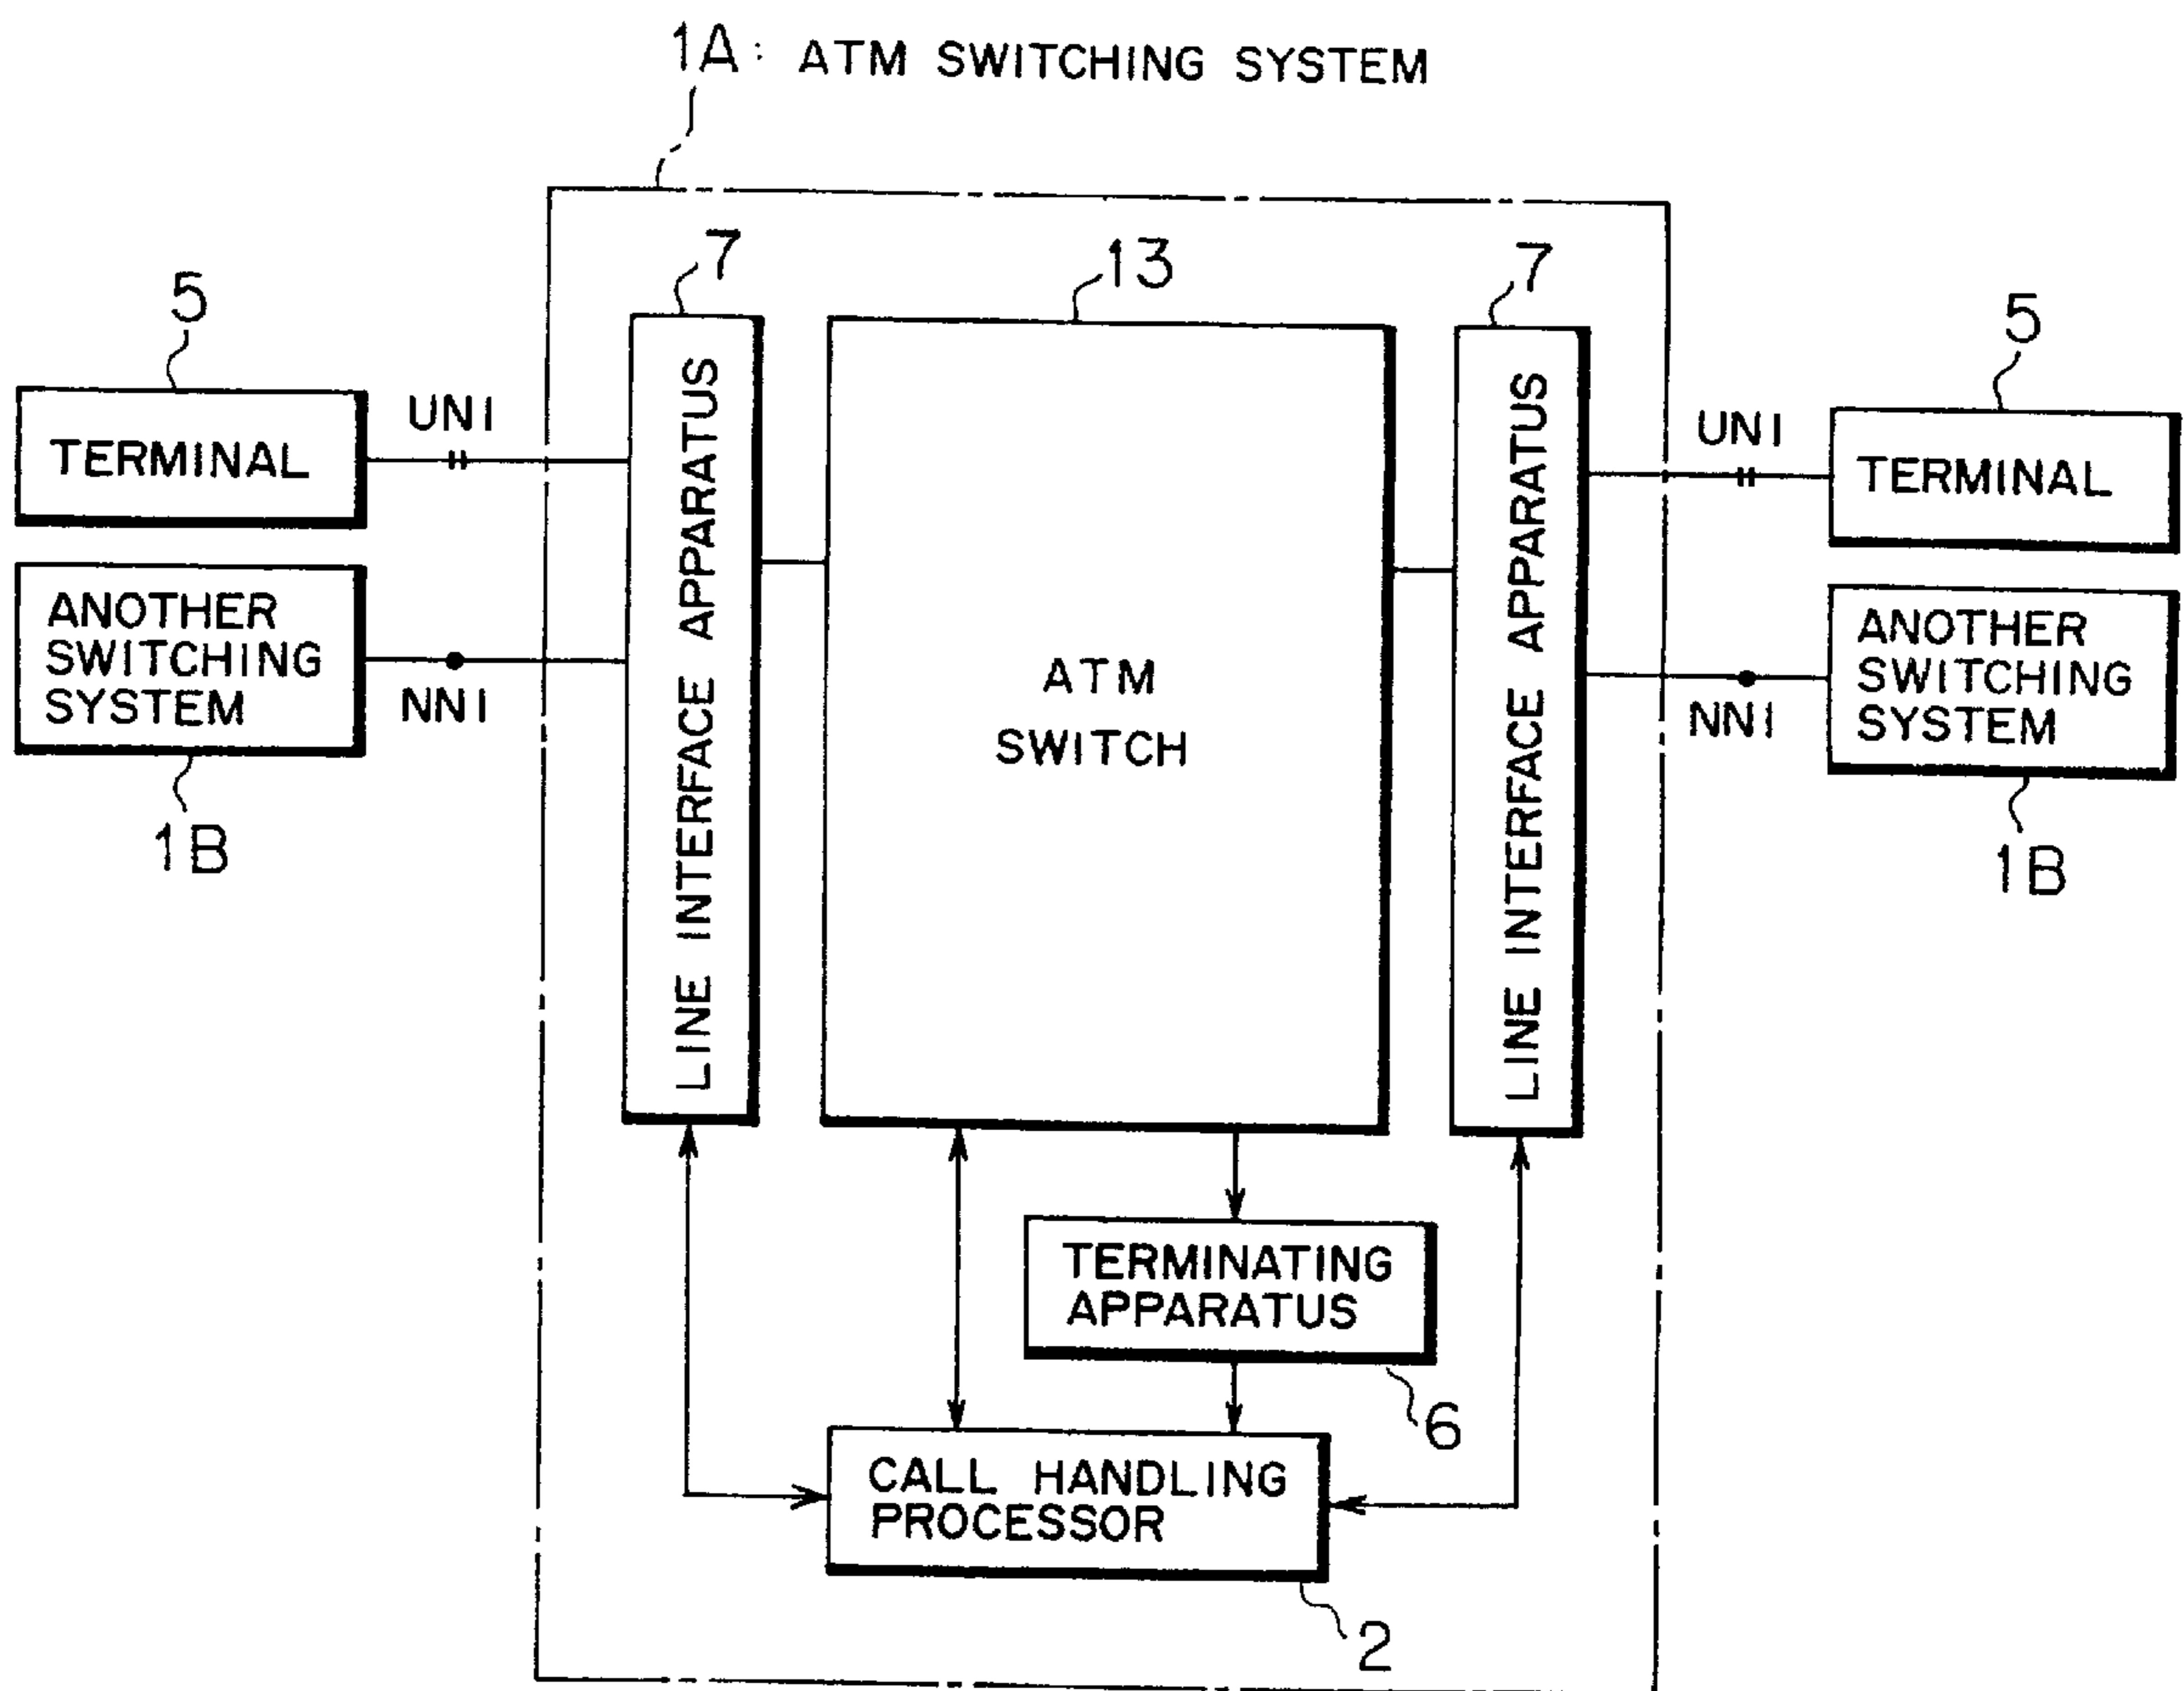 1A: ATM SWITCHING SYSTEM
7
13
7
5
5
TERMINAL
UNI
LINE INTERFACE APPARATUS
ATM
SWITCH
LINE INTERFACE APPARATUS
UNI
TERMINAL
ANOTHER
SWITCHING
SYSTEM
NNI
NNI
ANOTHER
SWITCHING
SYSTEM
1B
1B
TERMINATING
APPARATUS
6
CALL HANDLING
PROCESSOR
2